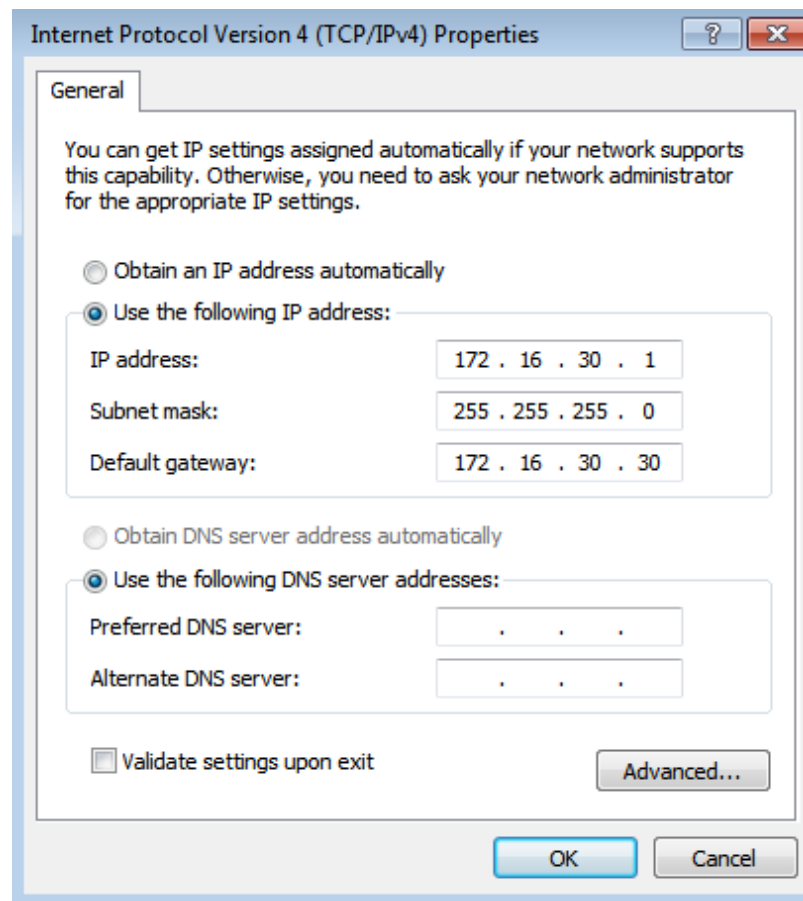 Internet Protocol Version 4 (TCP/IPv4) Properties
General
You can get IP settings assigned automatically if your network supports
this capability. Otherwise, you need to ask your network administrator
for the appropriate IP settings.
Obtain an IP address automatically
Use the following IP address:
IP address: 172 . 16 . 30 . 1
Subnet mask: 255 . 255 . 255 . 0
Default gateway: 172 . 16 . 30 . 30
Obtain DNS server address automatically
Use the following DNS server addresses:
Preferred DNS server: . . .
Alternate DNS server: . . .
Validate settings upon exit
Advanced...
OK Cancel